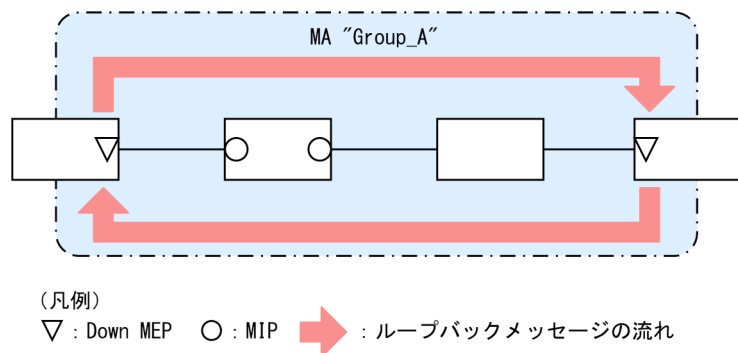 MA "Group_A"
(凡例)
▽ : Down MEP ○ : MIP : ループバックメッセージの流れ